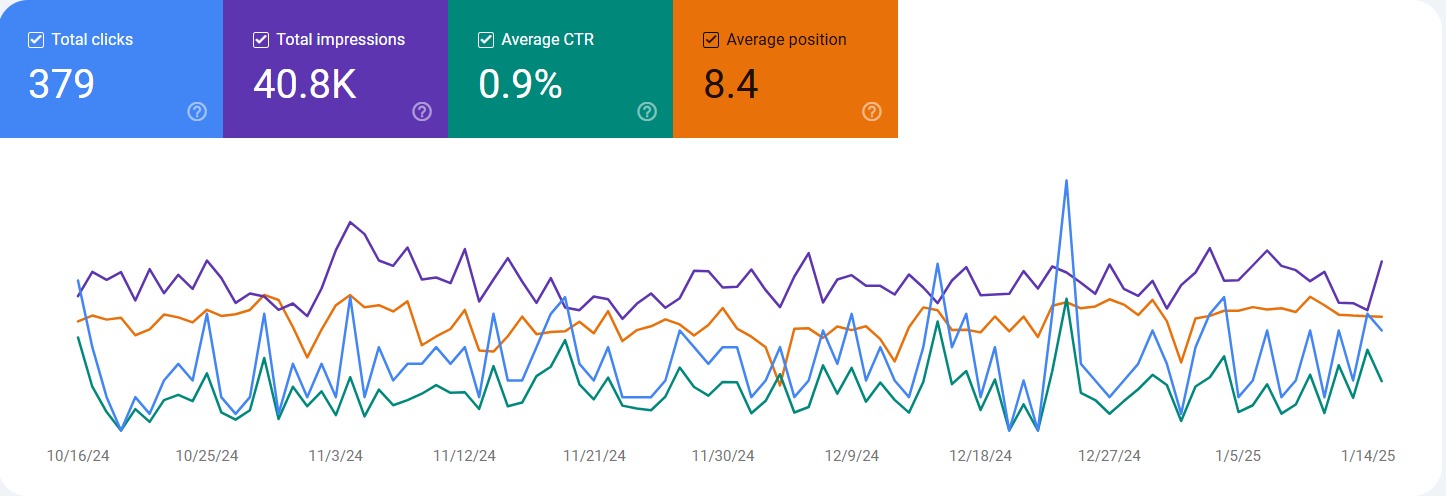 Total clicks
379
Total impressions
40.8K
Average CTR
0.9%
Average position
8.4
10/16/24 10/25/24 11/3/24 11/12/24 11/21/24 11/30/24 12/9/24 12/18/24 12/27/24 1/5/25 1/14/25